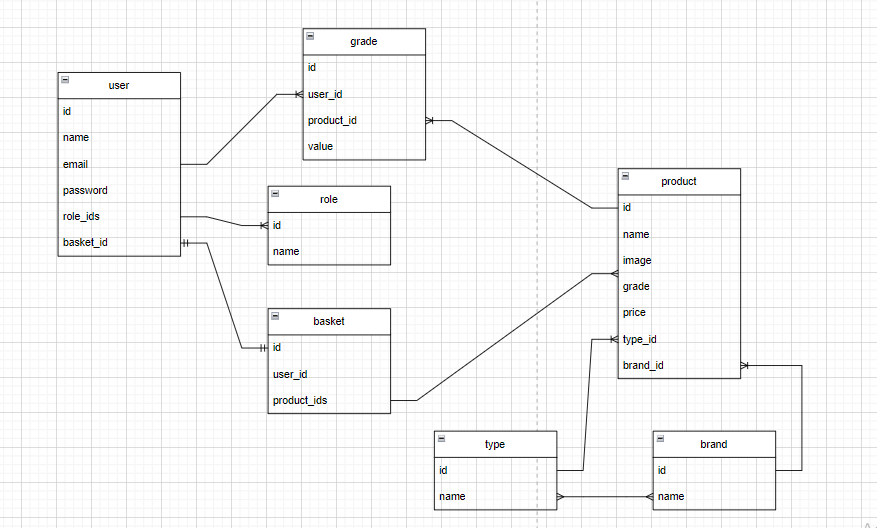 user
id
name
email
password
role_ids
basket_id
grade
id
user_id
product_id
value
role
id
name
basket
id
user_id
product_ids
product
id
name
image
grade
price
type_id
brand_id
type
id
name
brand
id
name